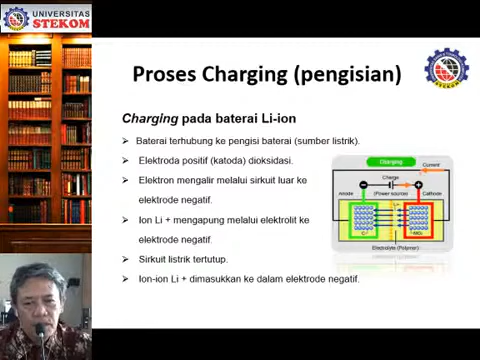 UNIVERSITAS
STEKOM
Proses Charging (pengisian)
Charging pada baterai Li-ion
➢ Baterai terhubung ke pengisi baterai (sumber listrik).
➢ Elektroda positif (katoda) dioksidasi.
➢ Elektron mengalir melalui sirkuit luar ke
elektrode negatif.
➢ Ion Li + mengapung melalui elektrolit ke
elektrode negatif.
➢ Sirkuit listrik tertutup.
➢ Ion-ion Li + dimasukkan ke dalam elektrode negatif.
Charging
Current
Charge
Anode
(Power source)
Cathode
Electrolyte (Polymer)